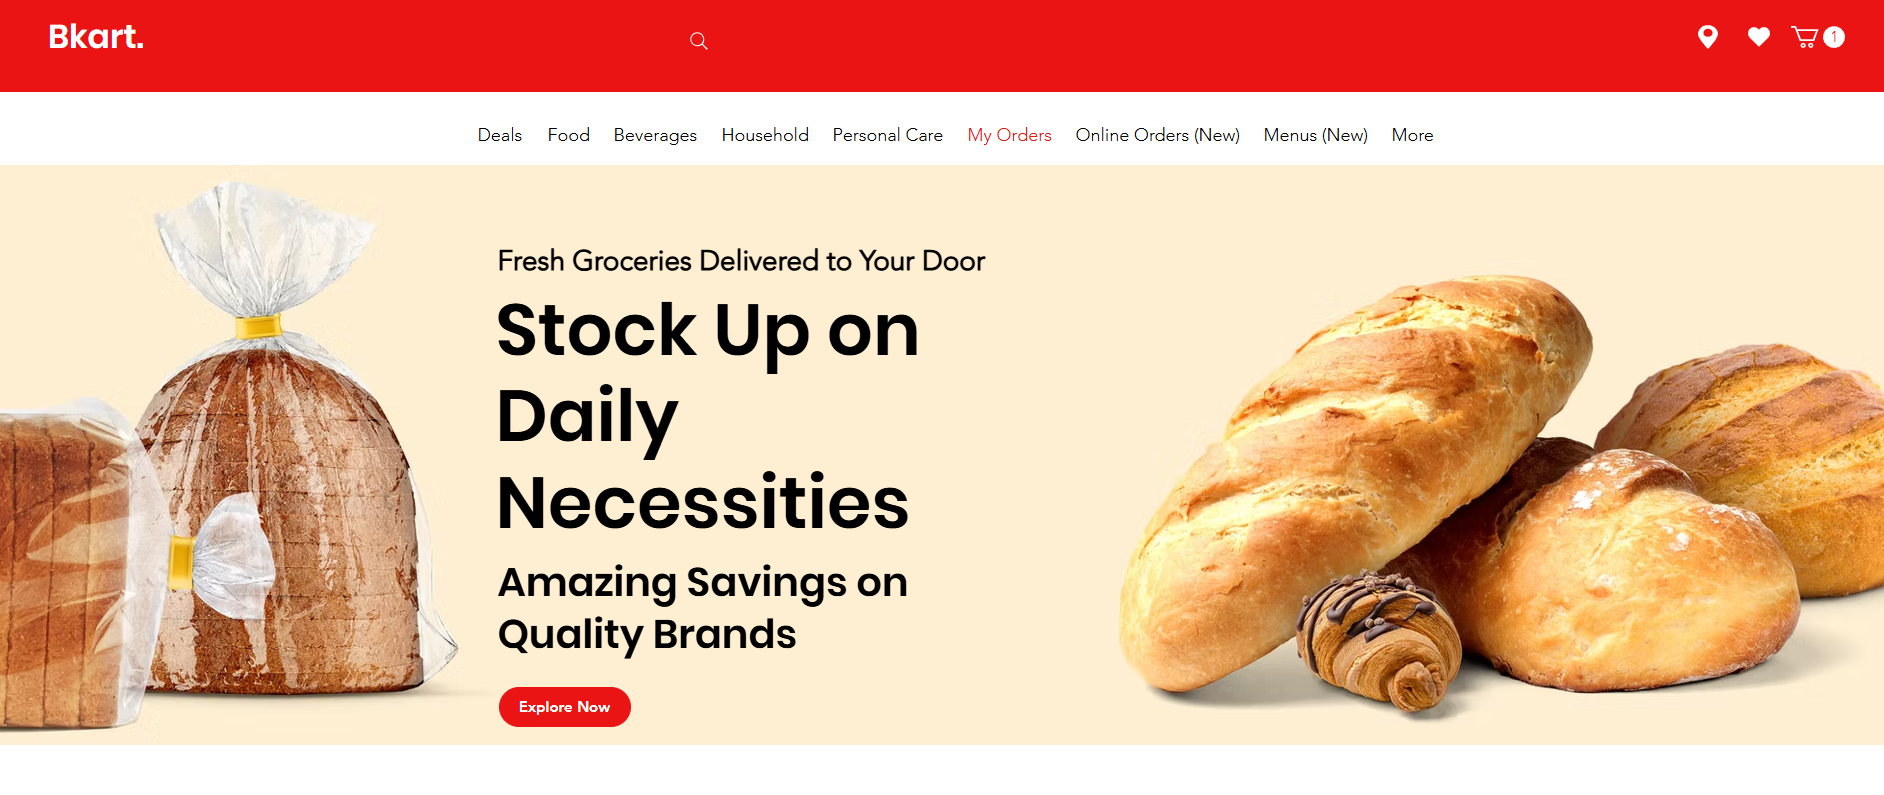 Bkart.
1
Deals Food Beverages Household Personal Care My Orders Online Orders (New) Menus (New) More
Fresh Groceries Delivered to Your Door
Stock Up on
Daily
Necessities
Amazing Savings on
Quality Brands
Explore Now